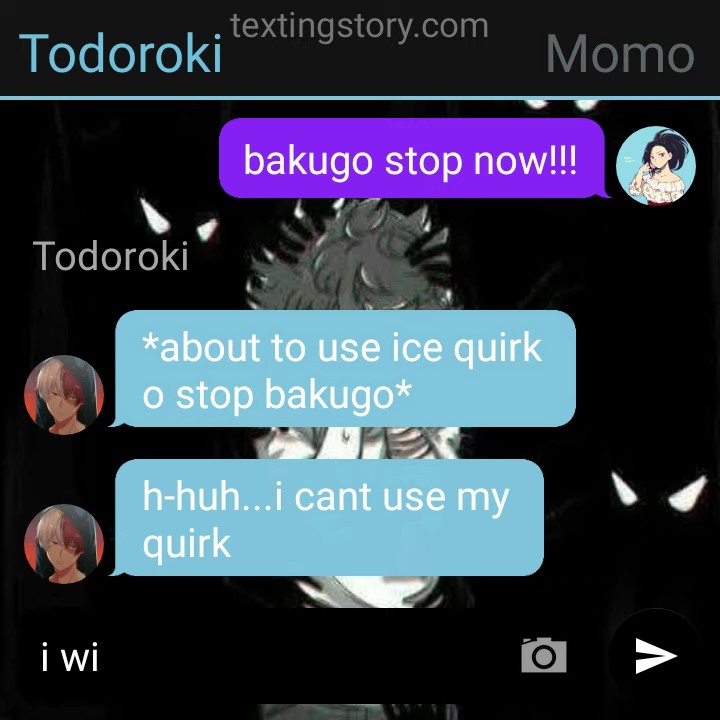 textingstory.com
Todoroki
Momo
bakugo stop now!!!
Todoroki
*about to use ice quirk
o stop bakugo*
h-huh...i cant use my
quirk
i wi